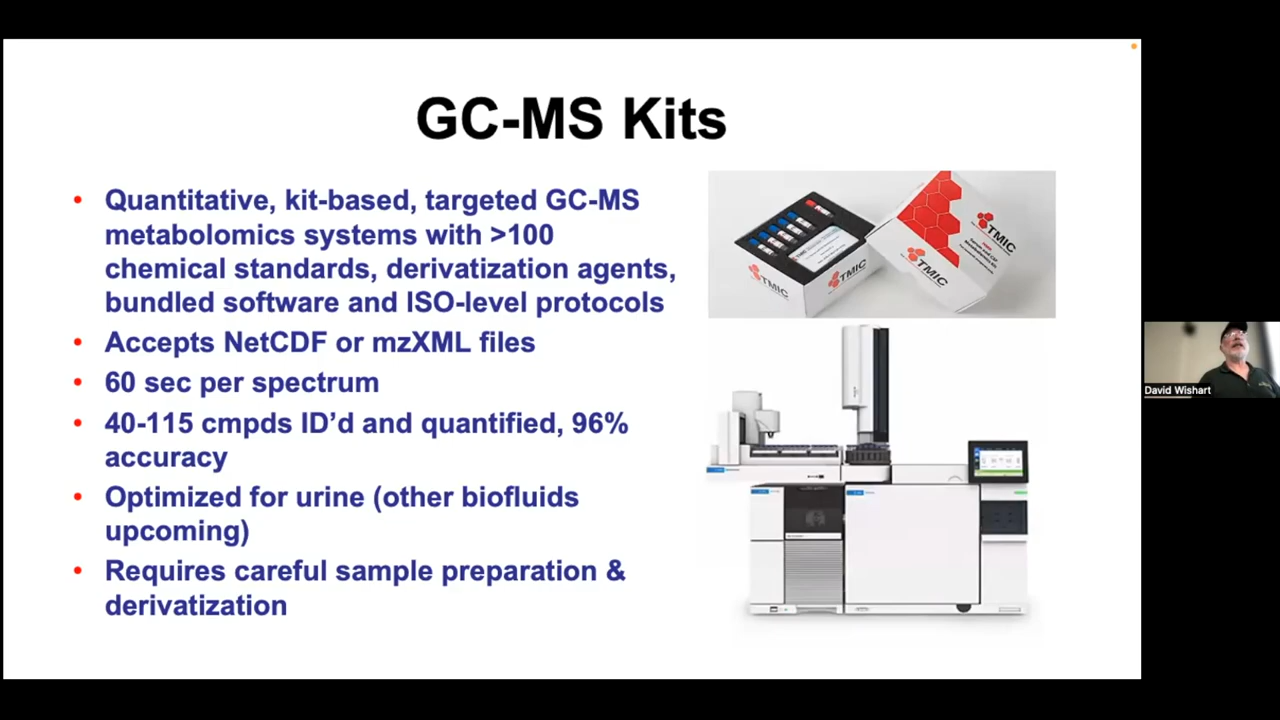 GC-MS Kits
• Quantitative, kit-based, targeted GC-MS
metabolomics systems with >100
chemical standards, derivatization agents,
bundled software and ISO-level protocols
• Accepts NetCDF or mzXML files
• 60 sec per spectrum
• 40-115 cmpds ID’d and quantified, 96%
accuracy
• Optimized for urine (other biofluids
upcoming)
• Requires careful sample preparation &
derivatization
TMIC
TMIC
TMIC
TMIC
David Wishart